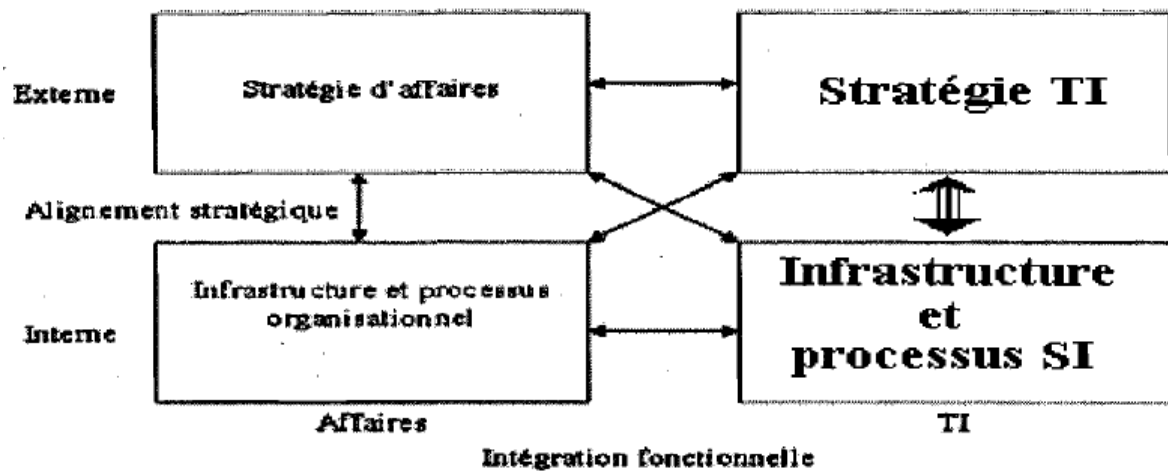 Externe
Stratégie d'affaires
Stratégie TI
Alignement stratégique
Interne
Infrastructure et processus
organisationnel
Infrastructure
et
processus SI
Affaires
TI
Intégration fonctionnelle